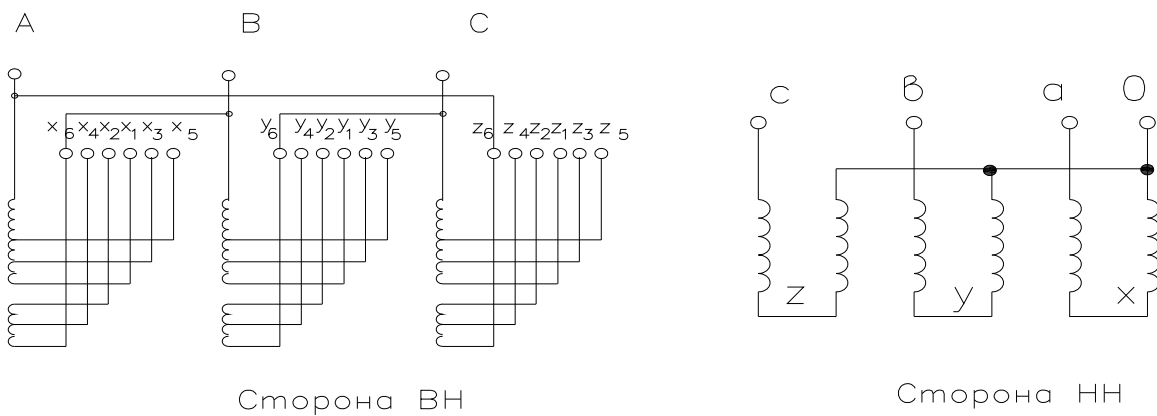 A B C
x6 x4 x2 x1 x3 x5 y6 y4 y2 y1 y3 y5 z6 z4 z2 z1 z3 z5
Сторона ВН
c в a 0
z y x
Сторона НН